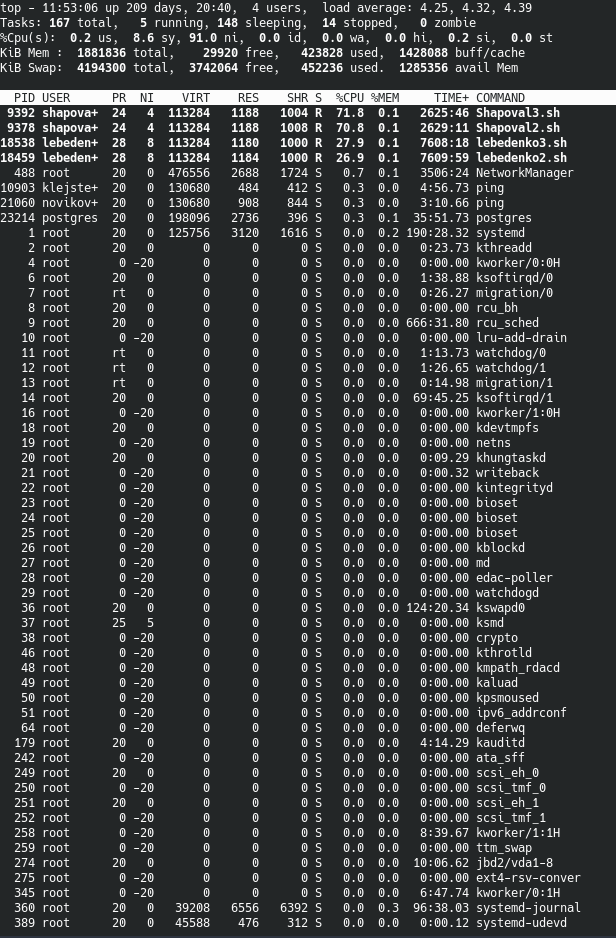 top - 11:53:06 up 209 days, 20:40,  4 users,  load average: 4.25, 4.32, 4.39
Tasks: 167 total,   5 running, 148 sleeping,  14 stopped,   0 zombie
%Cpu(s):  0.2 us,  8.6 sy, 91.0 ni,  0.0 id,  0.0 wa,  0.0 hi,  0.2 si,  0.0 st
KiB Mem :  1881836 total,    29920 free,   423828 used,  1428088 buff/cache
KiB Swap:  4194300 total,  3742064 free,   452236 used.  1285356 avail Mem
  PID USER      PR  NI    VIRT    RES    SHR S  %CPU %MEM     TIME+ COMMAND
 9392 shapova+  24   4  113284   1188   1004 R  71.8  0.1   2625:46 Shapoval3.sh
 9378 shapova+  24   4  113284   1188   1008 R  70.8  0.1   2629:11 Shapoval2.sh
18538 lebeden+  28   8  113284   1180   1000 R  27.9  0.1   7608:18 lebedenko3.sh
18459 lebeden+  28   8  113284   1184   1000 R  26.9  0.1   7609:59 lebedenko2.sh
  488 root      20   0  476556   2688   1724 S   0.7  0.1   3506:24 NetworkManager
10903 klejste+  20   0  130680    484    412 S   0.3  0.0   4:56.73 ping
21060 novikov+  20   0  130680    908    844 S   0.3  0.0   3:10.66 ping
23214 postgres  20   0  198096   2736    396 S   0.3  0.1  35:51.73 postgres
    1 root      20   0  125756   3120   1616 S   0.0  0.2 190:28.32 systemd
    2 root      20   0       0      0      0 S   0.0  0.0   0:23.73 kthreadd
    4 root       0 -20       0      0      0 S   0.0  0.0   0:00.00 kworker/0:0H
    6 root      20   0       0      0      0 S   0.0  0.0   1:38.88 ksoftirqd/0
    7 root      rt   0       0      0      0 S   0.0  0.0   0:26.27 migration/0
    8 root      20   0       0      0      0 S   0.0  0.0   0:00.00 rcu_bh
    9 root      20   0       0      0      0 S   0.0  0.0 666:31.80 rcu_sched
   10 root       0 -20       0      0      0 S   0.0  0.0   0:00.00 lru-add-drain
   11 root      rt   0       0      0      0 S   0.0  0.0   1:13.73 watchdog/0
   12 root      rt   0       0      0      0 S   0.0  0.0   1:26.65 watchdog/1
   13 root      rt   0       0      0      0 S   0.0  0.0   0:14.98 migration/1
   14 root      20   0       0      0      0 S   0.0  0.0  69:45.25 ksoftirqd/1
   16 root       0 -20       0      0      0 S   0.0  0.0   0:00.00 kworker/1:0H
   18 root      20   0       0      0      0 S   0.0  0.0   0:00.00 kdevtmpfs
   19 root       0 -20       0      0      0 S   0.0  0.0   0:00.00 netns
   20 root      20   0       0      0      0 S   0.0  0.0   0:09.29 khungtaskd
   21 root       0 -20       0      0      0 S   0.0  0.0   0:00.32 writeback
   22 root       0 -20       0      0      0 S   0.0  0.0   0:00.00 kintegrityd
   23 root       0 -20       0      0      0 S   0.0  0.0   0:00.00 bioset
   24 root       0 -20       0      0      0 S   0.0  0.0   0:00.00 bioset
   25 root       0 -20       0      0      0 S   0.0  0.0   0:00.00 bioset
   26 root       0 -20       0      0      0 S   0.0  0.0   0:00.00 kblockd
   27 root       0 -20       0      0      0 S   0.0  0.0   0:00.00 md
   28 root       0 -20       0      0      0 S   0.0  0.0   0:00.00 edac-poller
   29 root       0 -20       0      0      0 S   0.0  0.0   0:00.00 watchdogd
   36 root      20   0       0      0      0 S   0.0  0.0 124:20.34 kswapd0
   37 root      25   5       0      0      0 S   0.0  0.0   0:00.00 ksmd
   38 root       0 -20       0      0      0 S   0.0  0.0   0:00.00 crypto
   46 root       0 -20       0      0      0 S   0.0  0.0   0:00.00 kthrotld
   48 root       0 -20       0      0      0 S   0.0  0.0   0:00.00 kmpath_rdacd
   49 root       0 -20       0      0      0 S   0.0  0.0   0:00.00 kaluad
   50 root       0 -20       0      0      0 S   0.0  0.0   0:00.00 kpsmoused
   51 root       0 -20       0      0      0 S   0.0  0.0   0:00.00 ipv6_addrconf
   64 root       0 -20       0      0      0 S   0.0  0.0   0:00.00 deferwq
  179 root      20   0       0      0      0 S   0.0  0.0   4:14.29 kauditd
  242 root       0 -20       0      0      0 S   0.0  0.0   0:00.00 ata_sff
  249 root      20   0       0      0      0 S   0.0  0.0   0:00.00 scsi_eh_0
  250 root       0 -20       0      0      0 S   0.0  0.0   0:00.00 scsi_tmf_0
  251 root      20   0       0      0      0 S   0.0  0.0   0:00.00 scsi_eh_1
  252 root       0 -20       0      0      0 S   0.0  0.0   0:00.00 scsi_tmf_1
  258 root       0 -20       0      0      0 S   0.0  0.0   8:39.67 kworker/1:1H
  259 root       0 -20       0      0      0 S   0.0  0.0   0:00.00 ttm_swap
  274 root      20   0       0      0      0 S   0.0  0.0  10:06.62 jbd2/vda1-8
  275 root       0 -20       0      0      0 S   0.0  0.0   0:00.00 ext4-rsv-conver
  345 root       0 -20       0      0      0 S   0.0  0.0   6:47.74 kworker/0:1H
  360 root      20   0   39208   6556   6392 S   0.0  0.3  96:38.03 systemd-journal
  389 root      20   0   45588    476    312 S   0.0  0.0   0:00.12 systemd-udevd